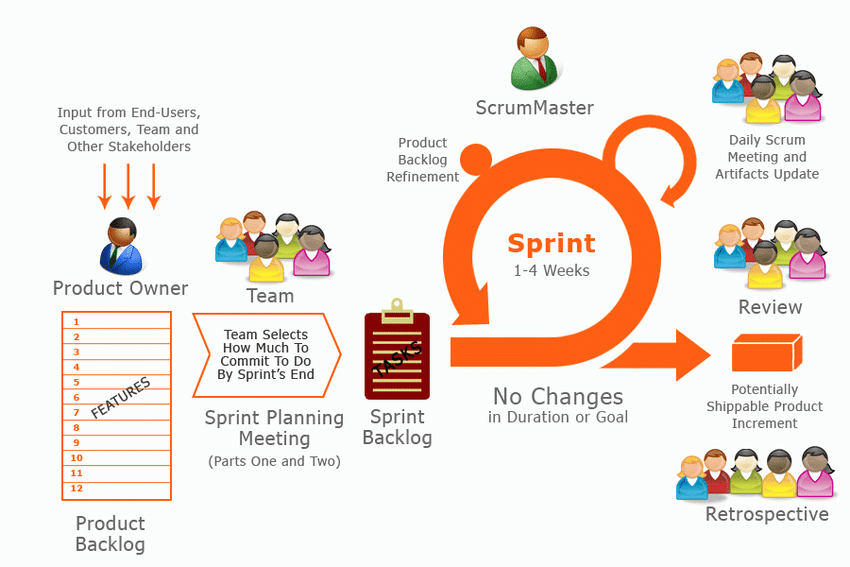 Input from End-Users,
Customers, Team and
Other Stakeholders
Product Owner
1
2
3
4
5
6
7
8
9
10
11
12
FEATURES
Product
Backlog
Team
Team Selects
How Much To
Commit To Do
By Sprint's End
Sprint Planning
Meeting
(Parts One and Two)
TASKS
Sprint
Backlog
ScrumMaster
Product
Backlog
Refinement
Sprint
1-4 Weeks
No Changes
in Duration or Goal
Daily Scrum
Meeting and
Artifacts Update
Review
Potentially
Shippable Product
Increment
Retrospective